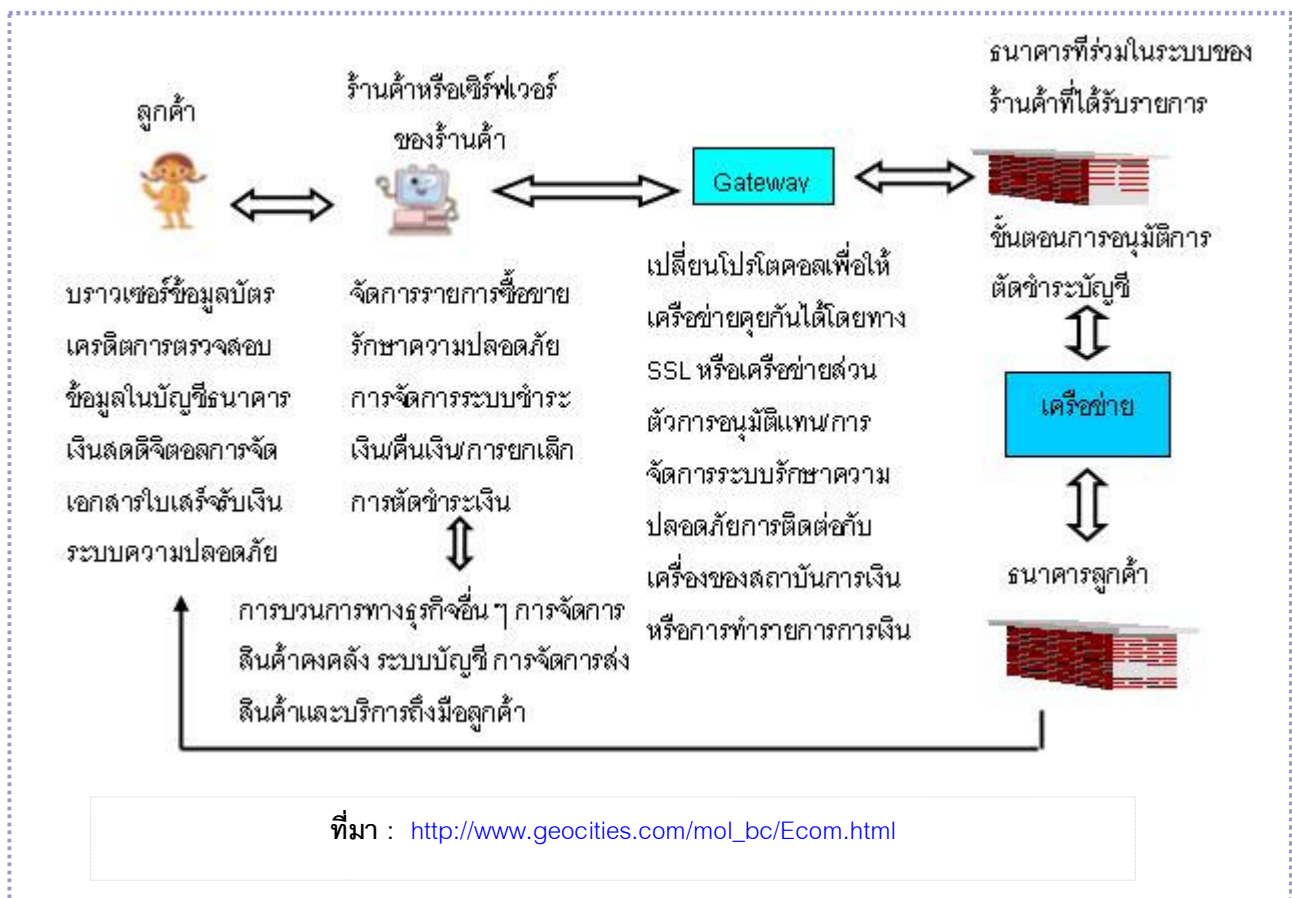 ลูกค้า
ร้านค้าหรือเซิร์ฟเวอร์
ของร้านค้า
Gateway
ธนาคารที่ร่วมในระบบของ
ร้านค้าที่ได้รับรายการ
บราวเซอร์ข้อมูลบัตร
เครดิตการตรวจสอบ
ข้อมูลในบัญชีธนาคาร
เงินสดดิจิตอลการจัด
เอกสารใบเสร็จรับเงิน
ระบบความปลอดภัย
จัดการรายการซื้อขาย
รักษาความปลอดภัย
การจัดการระบบชำระ
เงิน/คืนเงิน/การยกเลิก
การตัดชำระเงิน
เปลี่ยนโปรโตคอลเพื่อให้
เครือข่ายคุยกันได้โดยทาง
SSL หรือเครือข่ายส่วน
ตัวการอนุมัติแทน/การ
จัดการระบบรักษาความ
ปลอดภัยการติดต่อกับ
เครื่องของสถาบันการเงิน
หรือการทำรายการการเงิน
ขั้นตอนการอนุมัติการ
ตัดชำระบัญชี
เครือข่าย
ธนาคารลูกค้า
การบวนการทางธุรกิจอื่น ๆ การจัดการ
สินค้าคงคลัง ระบบบัญชี การจัดการส่ง
สินค้าและบริการถึงมือลูกค้า
ที่มา : http://www.geocities.com/mol_bc/Ecom.html